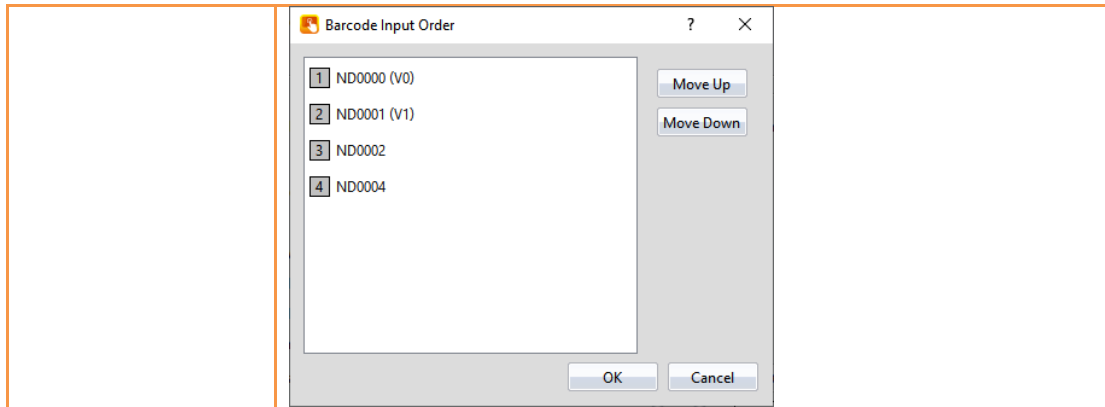 Barcode Input Order ? ×
1 ND0000 (V0)
2 ND0001 (V1)
3 ND0002
4 ND0004
Move Up
Move Down
OK Cancel